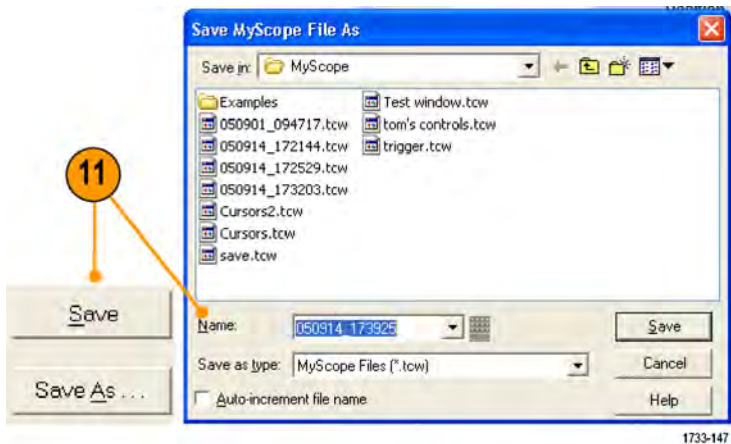 Save MyScope File As
Save in: MyScope
Examples
050901_094717.tcw
050914_172144.tcw
050914_172529.tcw
050914_173203.tcw
Cursors2.tcw
Cursors.tcw
save.tcw
Test window.tcw
tom's controls.tcw
trigger.tcw
11
Save
Save As . . .
Name: 050914_173925
Save
Save as type: MyScope Files (*.tcw)
Cancel
Auto-increment file name
Help
1733-147